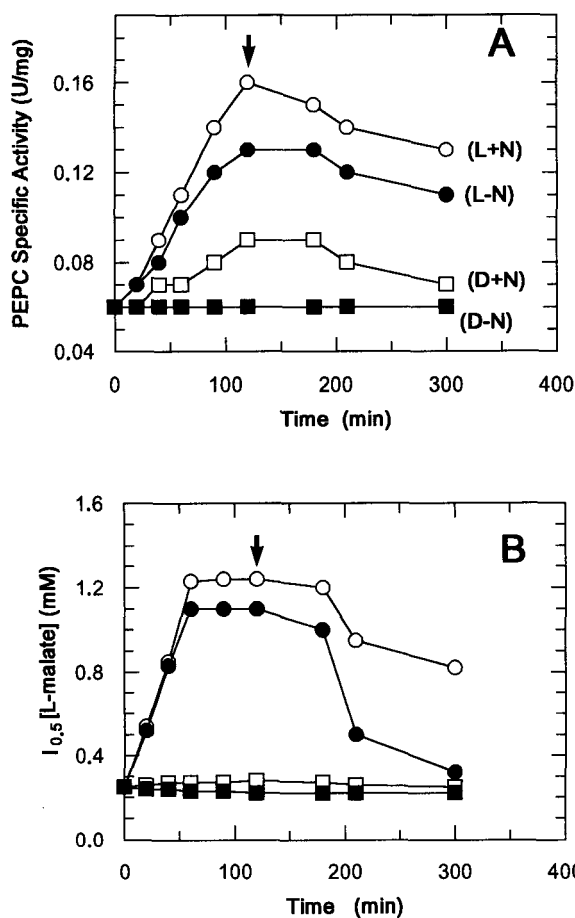 A
PEPC Specific Activity (U/mg)
0.16
0.12
0.08
0.04
(L+N)
(L-N)
(D+N)
(D-N)
0 100 200 300 400
Time (min)
B
I0.5[L-malate] (mM)
1.6
1.2
0.8
0.4
0.0
0 100 200 300 400
Time (min)